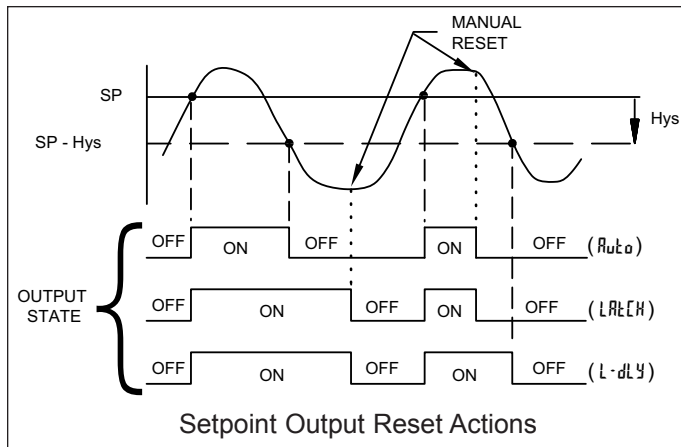 MANUAL
RESET
SP
Hys
SP - Hys
OFF ON OFF ON OFF (Auto)
OUTPUT
STATE
OFF ON OFF ON OFF (LAtCH)
OFF ON OFF ON OFF (L-dLY)
Setpoint Output Reset Actions